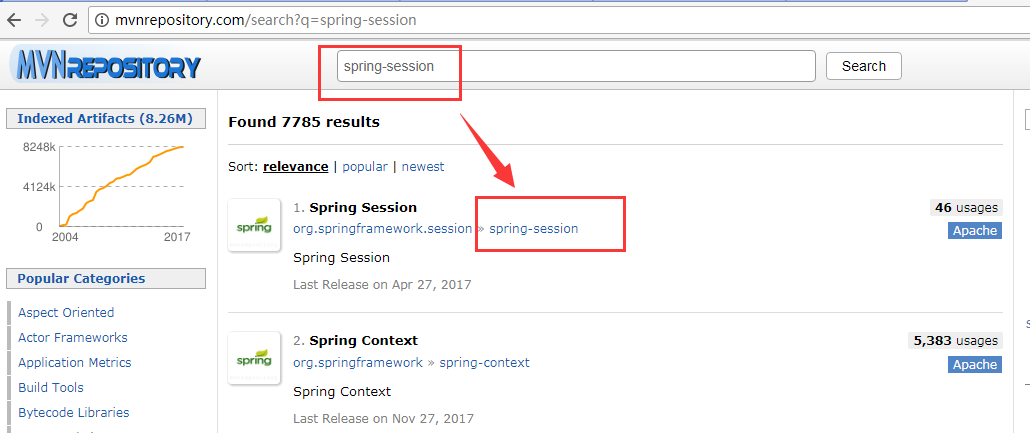 mvnrepository.com/search?q=spring-session
MVNREPOSITORY
spring-session
Search
Indexed Artifacts (8.26M)
8248k
4124k
0
2004
2017
Popular Categories
Aspect Oriented
Actor Frameworks
Application Metrics
Build Tools
Bytecode Libraries
Found 7785 results
Sort: relevance | popular | newest
1. Spring Session
46 usages
org.springframework.session » spring-session
Apache
spring
Spring Session
Last Release on Apr 27, 2017
2. Spring Context
5,383 usages
org.springframework » spring-context
Apache
spring
Spring Context
Last Release on Nov 27, 2017